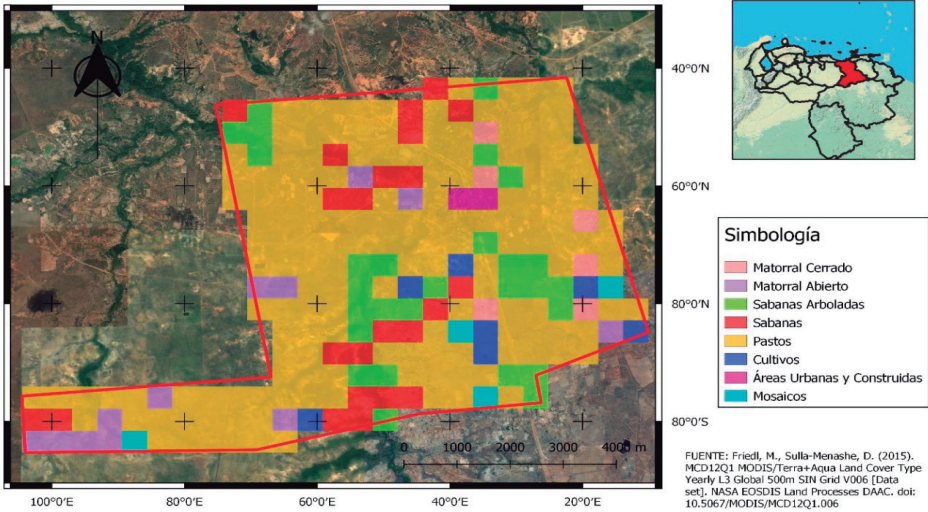 N
40°0'N
60°0'N
80°0'N
80°0'S
100°0'E
80°0'E
60°0'E
40°0'E
20°0'E
0 1000 2000 3000 4000 m
Simbología
Matorral Cerrado
Matorral Abierto
Sabanas Arboladas
Sabanas
Pastos
Cultivos
Áreas Urbanas y Construidas
Mosaicos
FUENTE: Friedl, M., Sulla-Menashe, D. (2015).
MCD12Q1 MODIS/Terra+Aqua Land Cover Type
Yearly L3 Global 500m SIN Grid V006 [Data
set]. NASA EOSDIS Land Processes DAAC. doi:
10.5067/MODIS/MCD12Q1.006